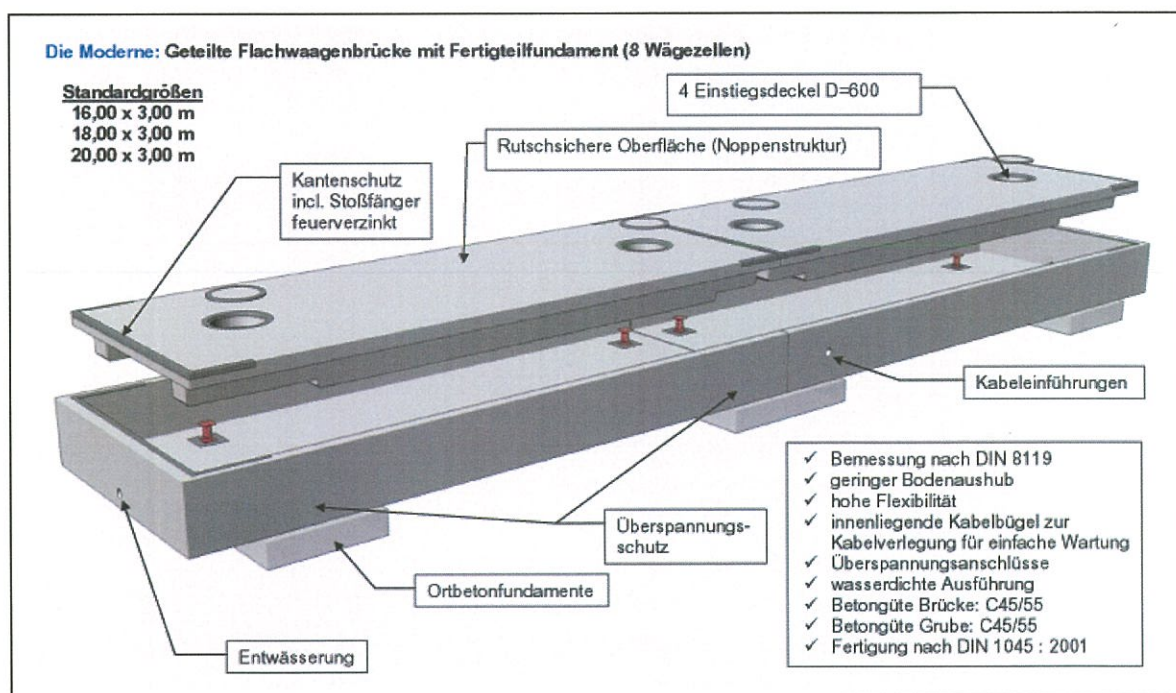 Die Moderne: Geteilte Flachwaagenbrücke mit Fertigteilfundament (8 Wägezellen)
Standardgrößen
16,00 x 3,00 m
18,00 x 3,00 m
20,00 x 3,00 m
4 Einstiegsdeckel D=600
Rutschsichere Oberfläche (Noppenstruktur)
Kantenschutz
incl. Stoßfänger
feuerverzinkt
Kabeleinführungen
Überspannungs-
schutz
Ortbetonfundamente
Entwässerung
✓ Bemessung nach DIN 8119
✓ geringer Bodenaushub
✓ hohe Flexibilität
✓ innenliegende Kabelbügel zur
Kabelverlegung für einfache Wartung
✓ Überspannungsanschlüsse
✓ wasserdichte Ausführung
✓ Betongüte Brücke: C45/55
✓ Betongüte Grube: C45/55
✓ Fertigung nach DIN 1045 : 2001